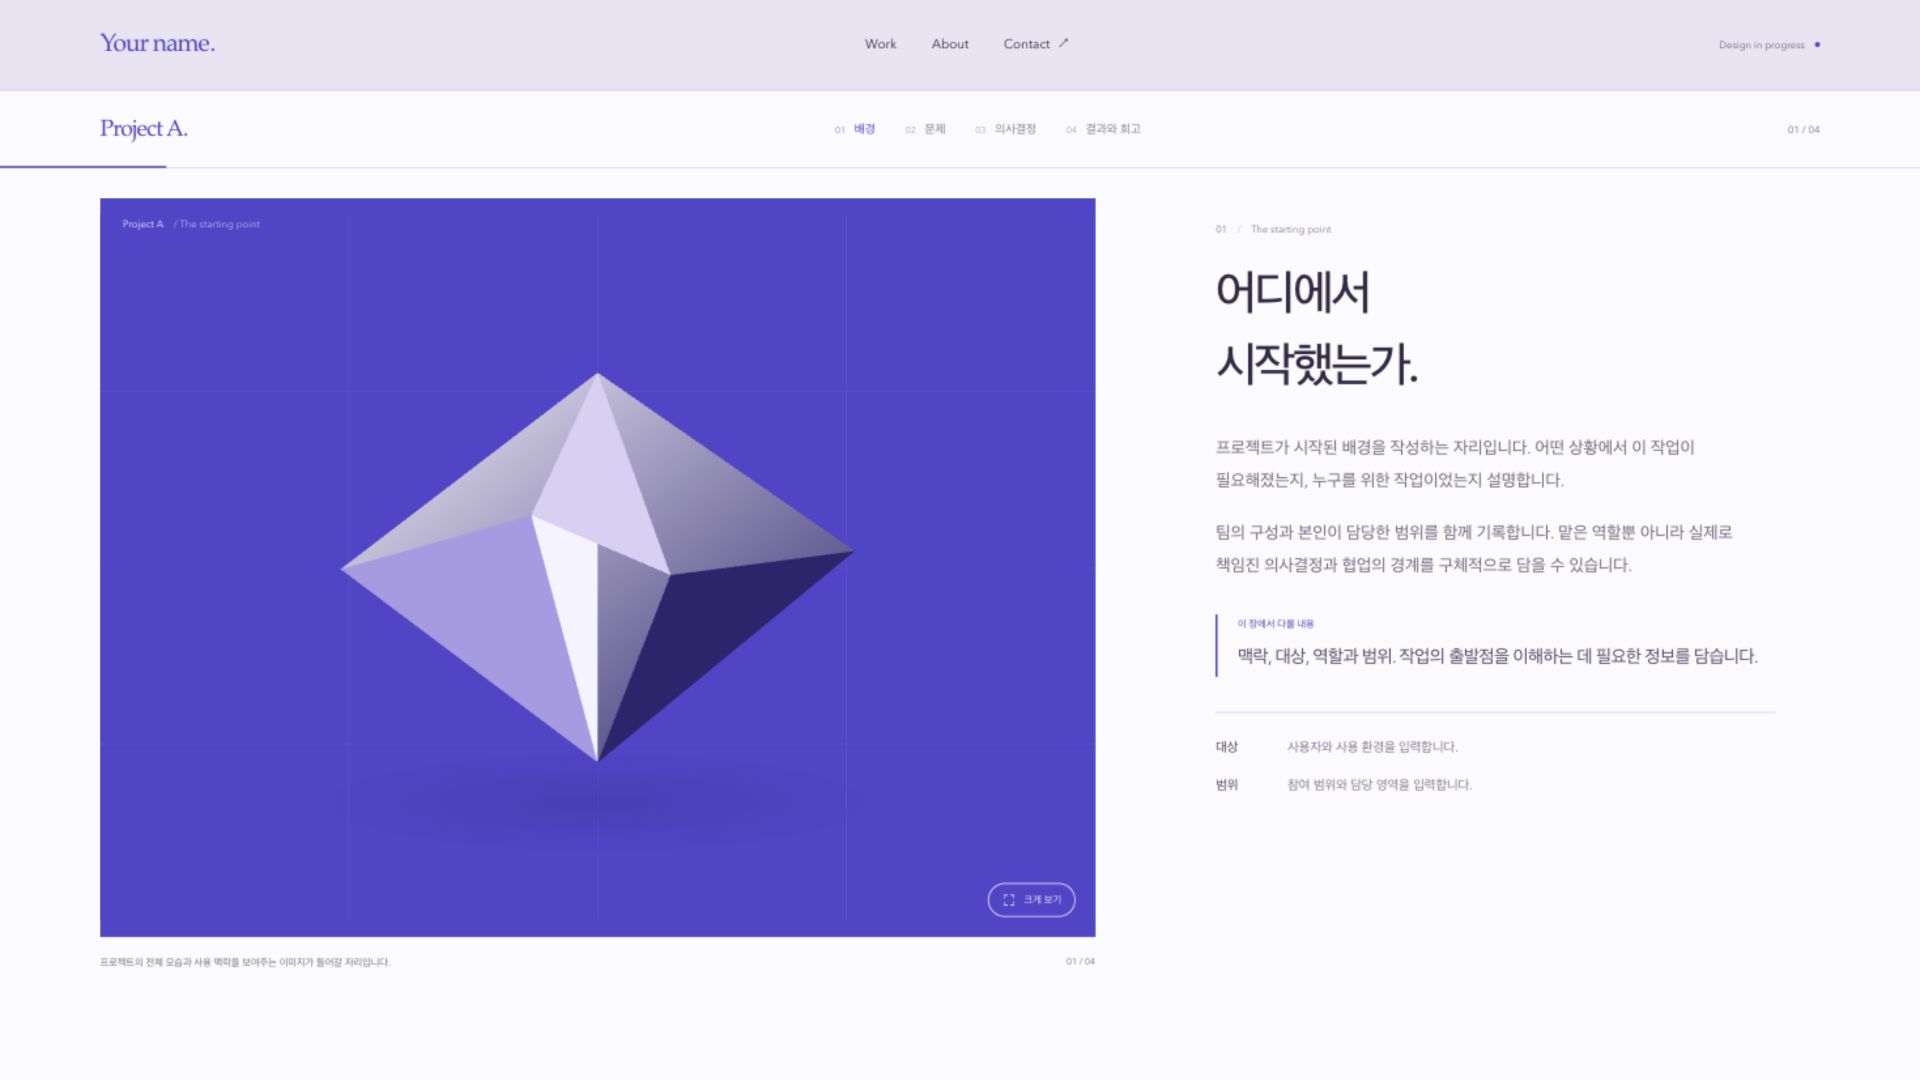 Your name.
Work About Contact ↗
Design in progress
Project A.
01 배경 02 문제 03 의사결정 04 결과와 회고
01 / 04
Project A / The starting point
크게 보기
프로젝트의 전체 모습과 사용 맥락을 보여주는 이미지가 들어갈 자리입니다.
01 / 04
01 / The starting point
어디에서
시작했는가.
프로젝트가 시작된 배경을 작성하는 자리입니다. 어떤 상황에서 이 작업이
필요해졌는지, 누구를 위한 작업이었는지 설명합니다.
팀의 구성과 본인이 담당한 범위를 함께 기록합니다. 맡은 역할뿐 아니라 실제로
책임진 의사결정과 협업의 경계를 구체적으로 담을 수 있습니다.
이 장에서 다룰 내용
맥락, 대상, 역할과 범위. 작업의 출발점을 이해하는 데 필요한 정보를 담습니다.
대상 사용자와 사용 환경을 입력합니다.
범위 참여 범위와 담당 영역을 입력합니다.